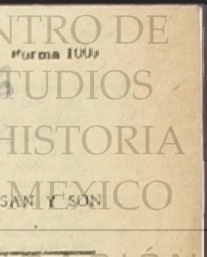 NTRO DE
Forma 100
TUDIOS
HISTORIA
MEXICO
SAN Y SON